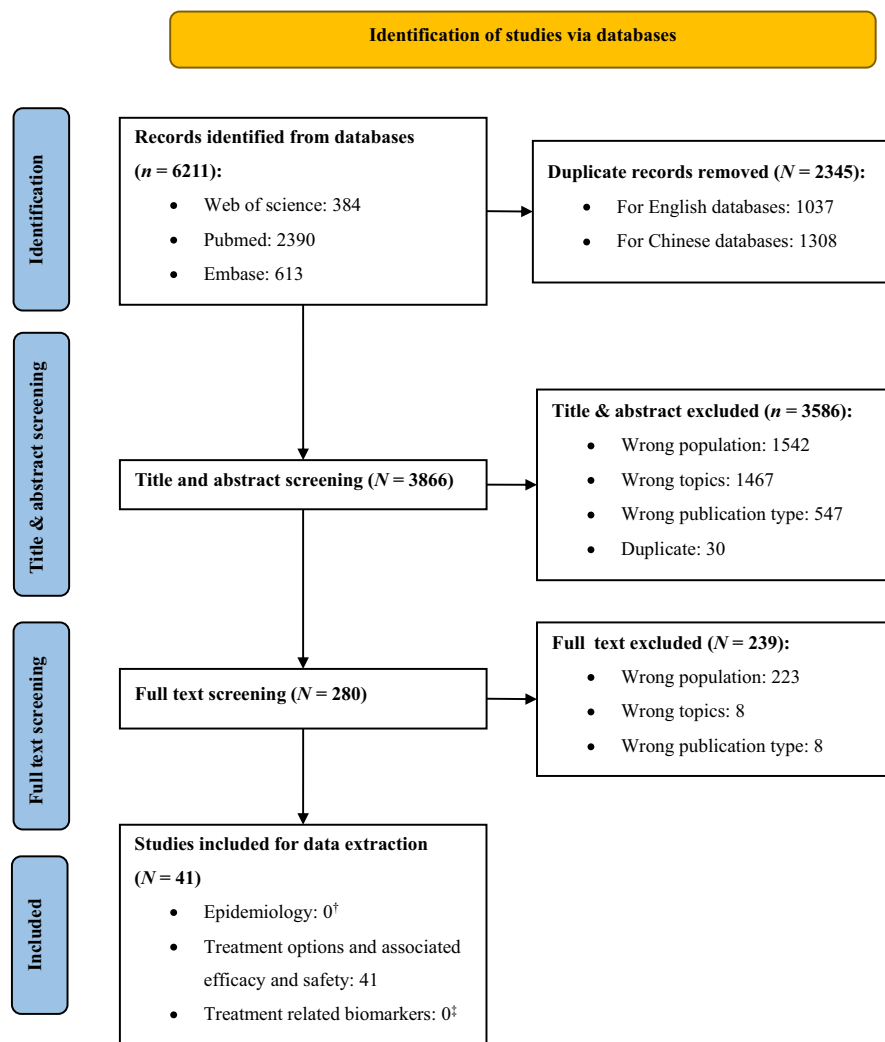 Identification of studies via databases
Identification
Records identified from databases
(n = 6211):
• Web of science: 384
• Pubmed: 2390
• Embase: 613
Duplicate records removed (N = 2345):
• For English databases: 1037
• For Chinese databases: 1308
Title & abstract screening
Title and abstract screening (N = 3866)
Title & abstract excluded (n = 3586):
• Wrong population: 1542
• Wrong topics: 1467
• Wrong publication type: 547
• Duplicate: 30
Full text screening
Full text screening (N = 280)
Full text excluded (N = 239):
• Wrong population: 223
• Wrong topics: 8
• Wrong publication type: 8
Included
Studies included for data extraction
(N = 41)
• Epidemiology: 0†
• Treatment options and associated
efficacy and safety: 41
• Treatment related biomarkers: 0‡